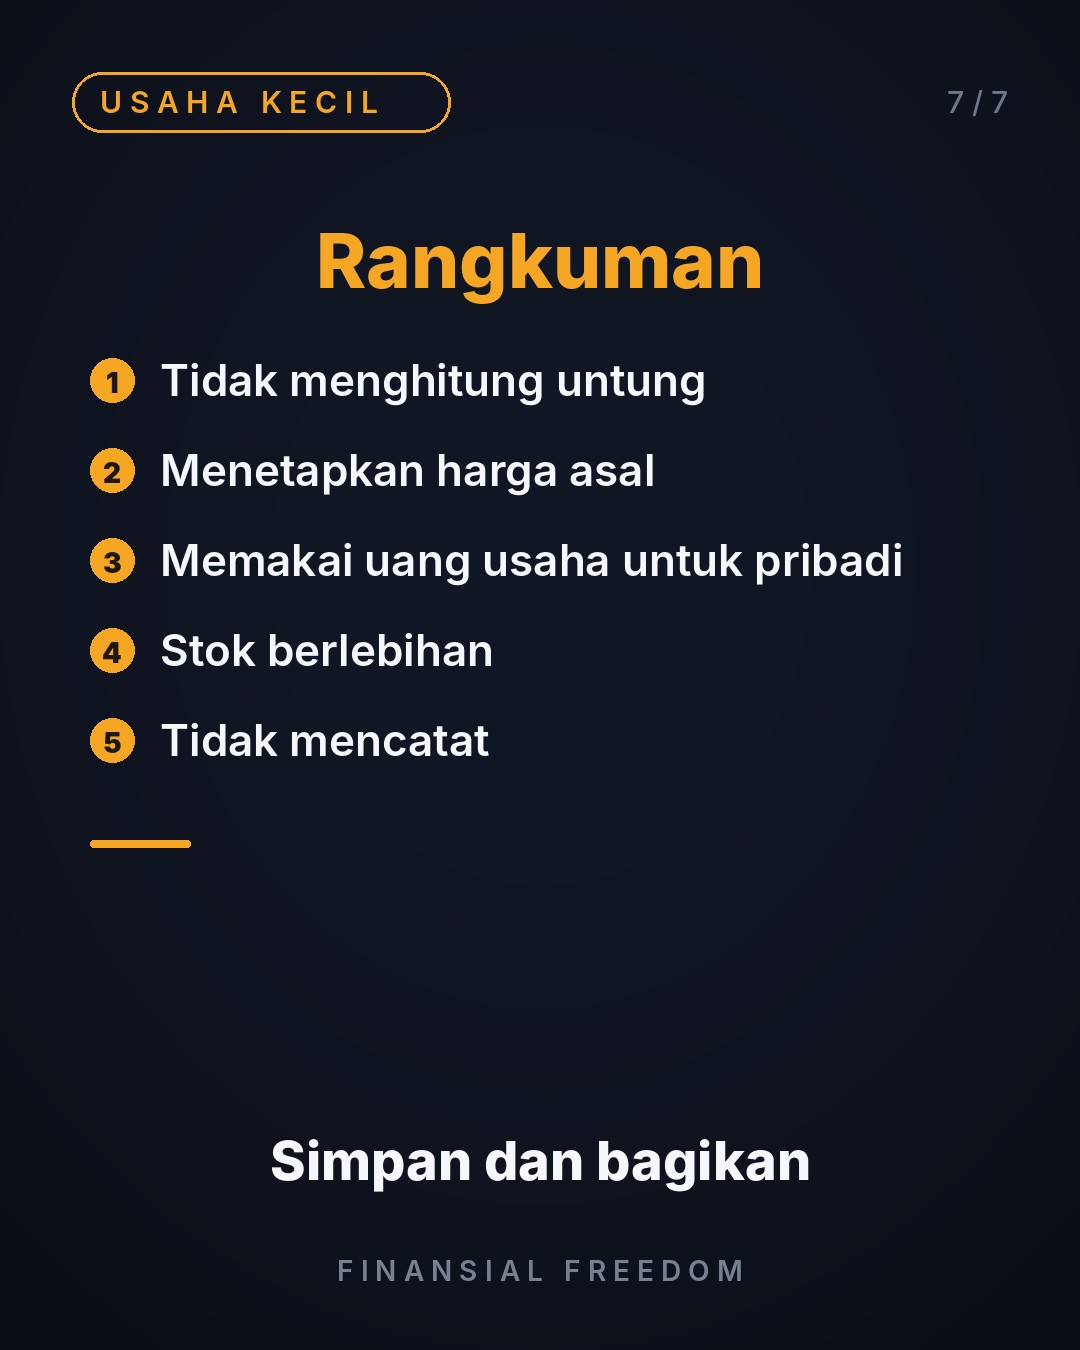 USAHA KECIL
7/7
Rangkuman
1 Tidak menghitung untung
2 Menetapkan harga asal
3 Memakai uang usaha untuk pribadi
4 Stok berlebihan
5 Tidak mencatat
Simpan dan bagikan
FINANSIAL FREEDOM